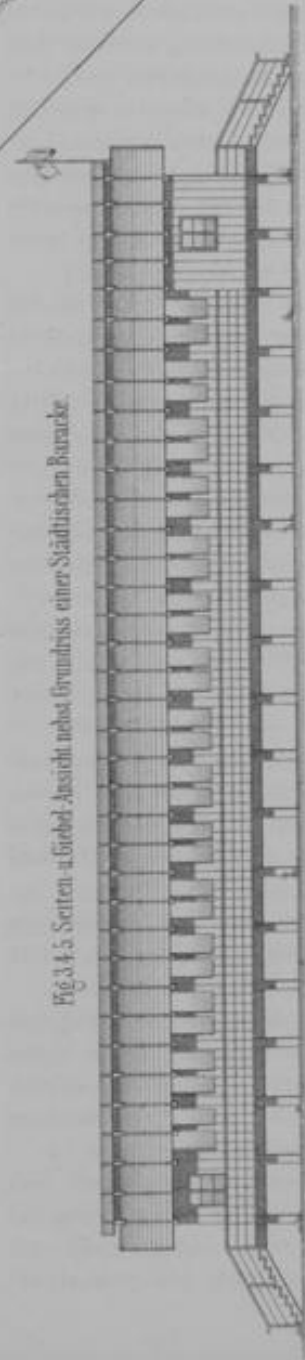 Fig. 3.4.5. Seiten- u. Giebel-Ansicht nebst Grundriss einer Städtischen Baracke.